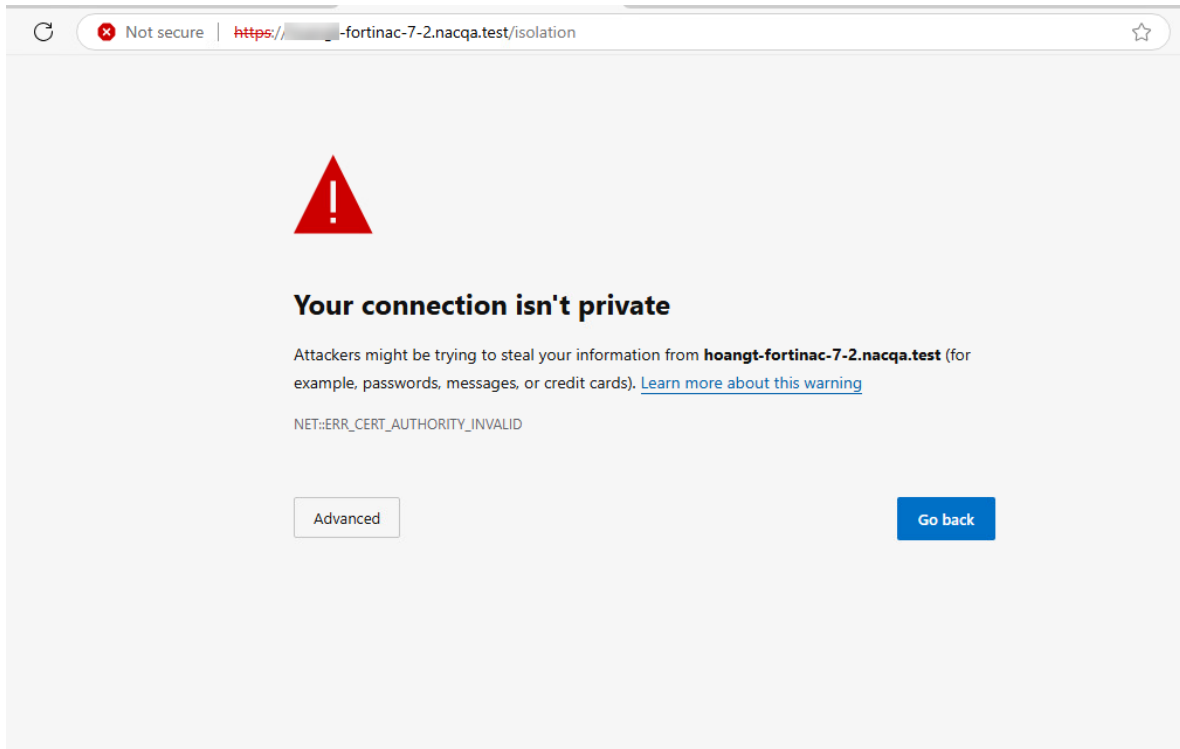 Not secure https:// -fortinac-7-2.nacqa.test/isolation
!
Your connection isn't private
Attackers might be trying to steal your information from hoangt-fortinac-7-2.nacqa.test (for
example, passwords, messages, or credit cards). Learn more about this warning
NET::ERR_CERT_AUTHORITY_INVALID
Advanced Go back